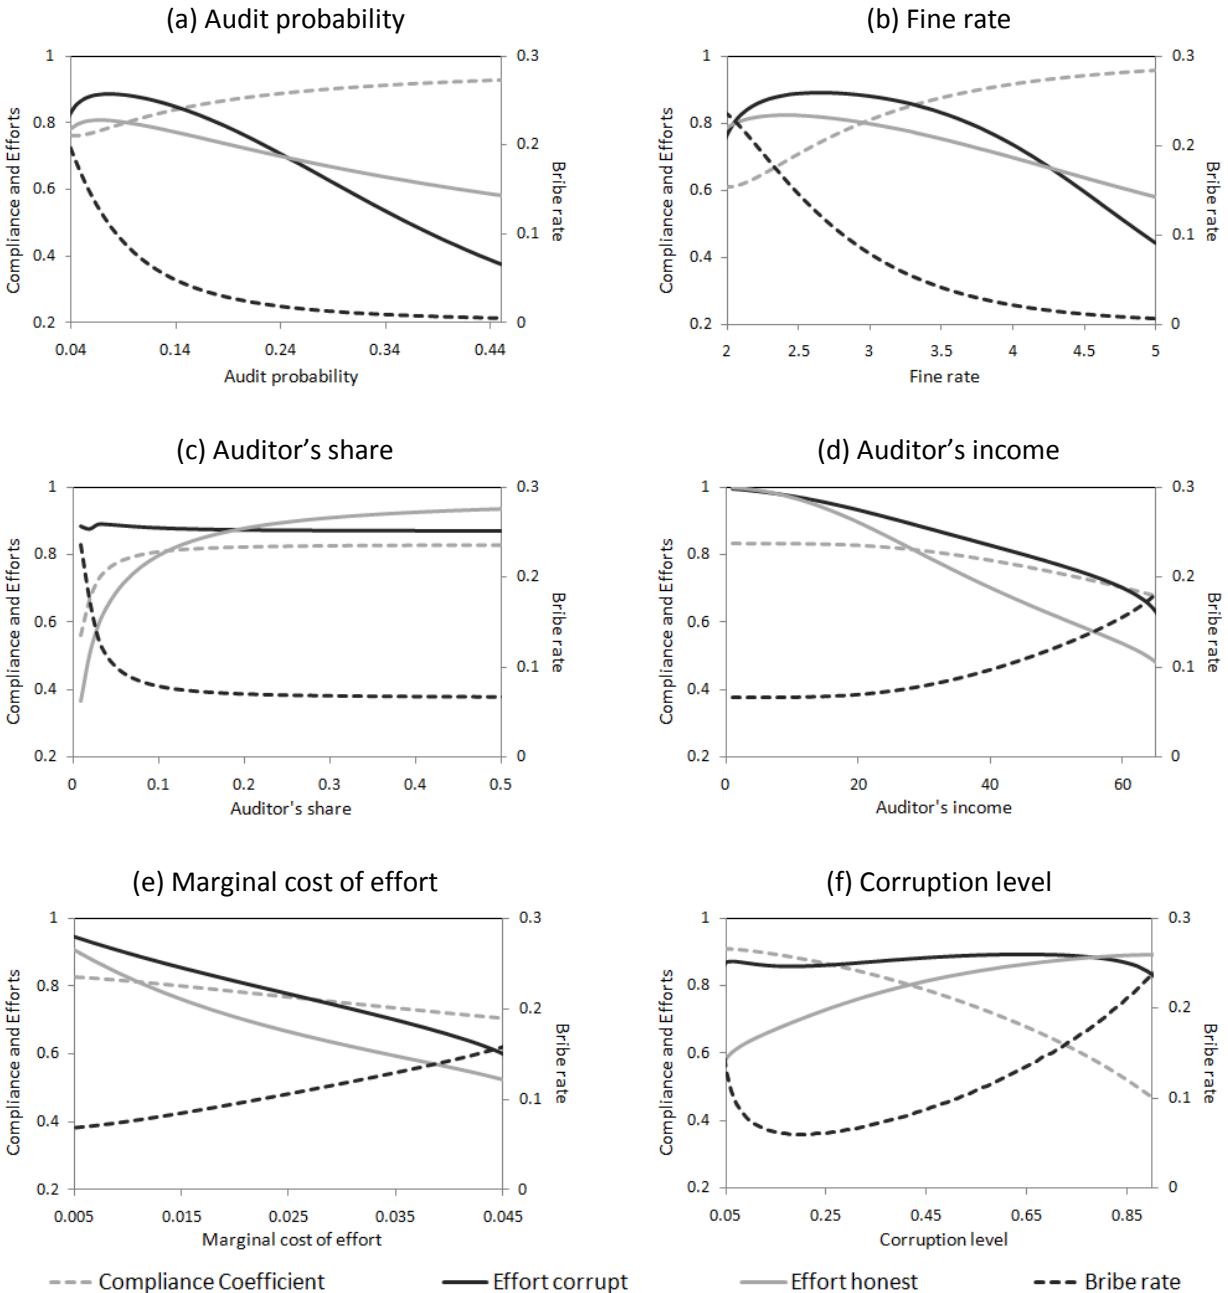 (a) Audit probability
Compliance and Efforts
1
0.8
0.6
0.4
0.2
0.3
0.2
0.1
0
Bribe rate
0.04 0.14 0.24 0.34 0.44
Audit probability
(b) Fine rate
Compliance and Efforts
1
0.8
0.6
0.4
0.2
0.3
0.2
0.1
0
Bribe rate
2 2.5 3 3.5 4 4.5 5
Fine rate
(c) Auditor’s share
Compliance and Efforts
1
0.8
0.6
0.4
0.2
0.3
0.2
0.1
0
Bribe rate
0 0.1 0.2 0.3 0.4 0.5
Auditor's share
(d) Auditor’s income
Compliance and Efforts
1
0.8
0.6
0.4
0.2
0.3
0.2
0.1
0
Bribe rate
0 20 40 60
Auditor's income
(e) Marginal cost of effort
Compliance and Efforts
1
0.8
0.6
0.4
0.2
0.3
0.2
0.1
0
Bribe rate
0.005 0.015 0.025 0.035 0.045
Marginal cost of effort
(f) Corruption level
Compliance and Efforts
1
0.8
0.6
0.4
0.2
0.3
0.2
0.1
0
Bribe rate
0.05 0.25 0.45 0.65 0.85
Corruption level
Compliance Coefficient Effort corrupt Effort honest Bribe rate